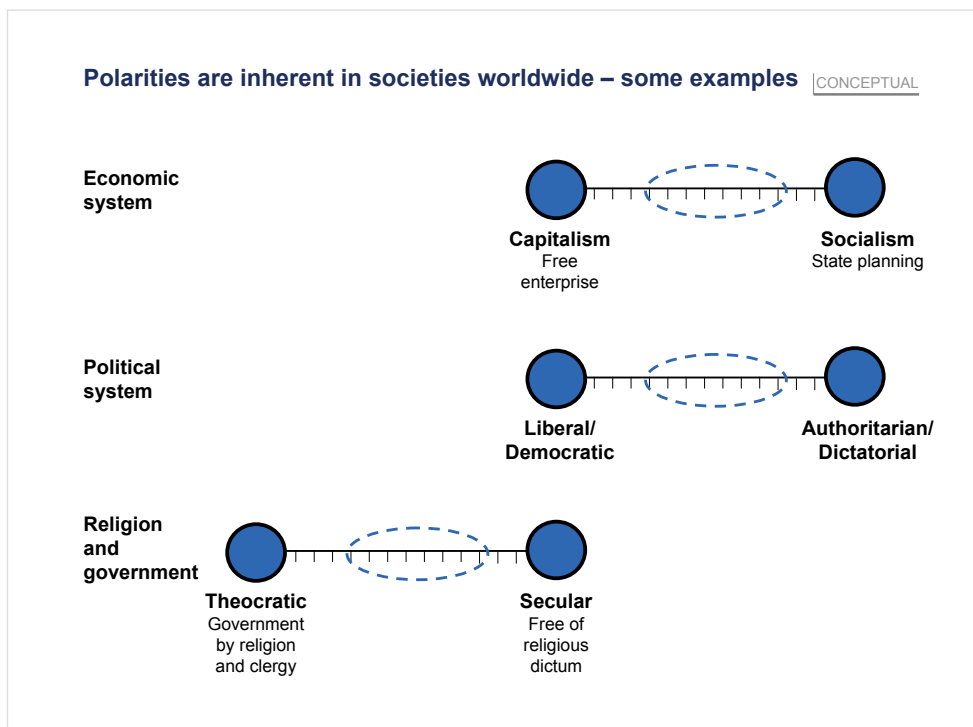 Polarities are inherent in societies worldwide – some examples
CONCEPTUAL
Economic
system
Capitalism
Free
enterprise
Socialism
State planning
Political
system
Liberal/
Democratic
Authoritarian/
Dictatorial
Religion
and
government
Theocratic
Government
by religion
and clergy
Secular
Free of
religious
dictum